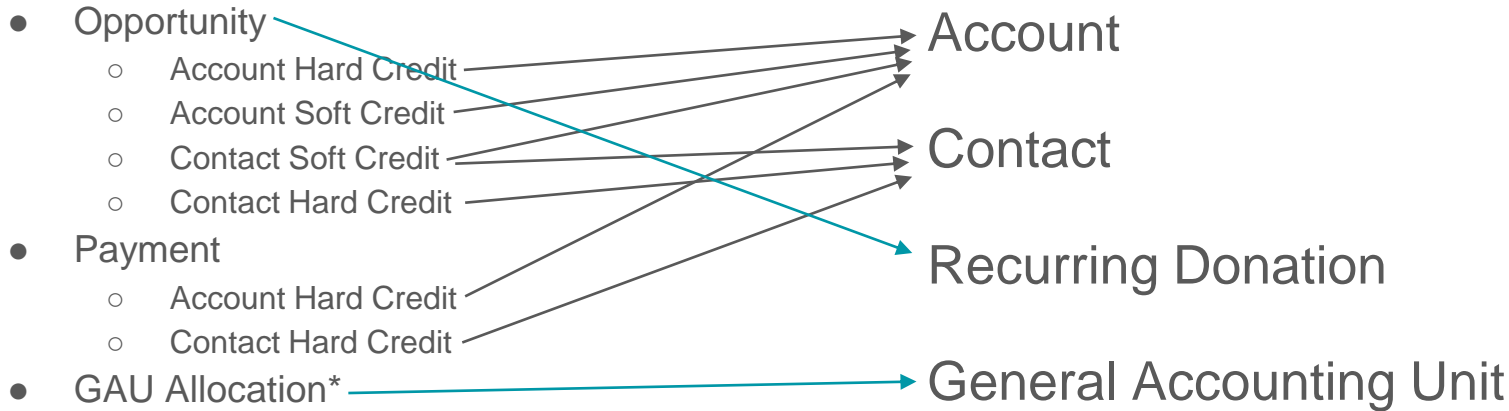 ● Opportunity
○ Account Hard Credit
○ Account Soft Credit
○ Contact Soft Credit
○ Contact Hard Credit
● Payment
○ Account Hard Credit
○ Contact Hard Credit
● GAU Allocation*
Account
Contact
Recurring Donation
General Accounting Unit